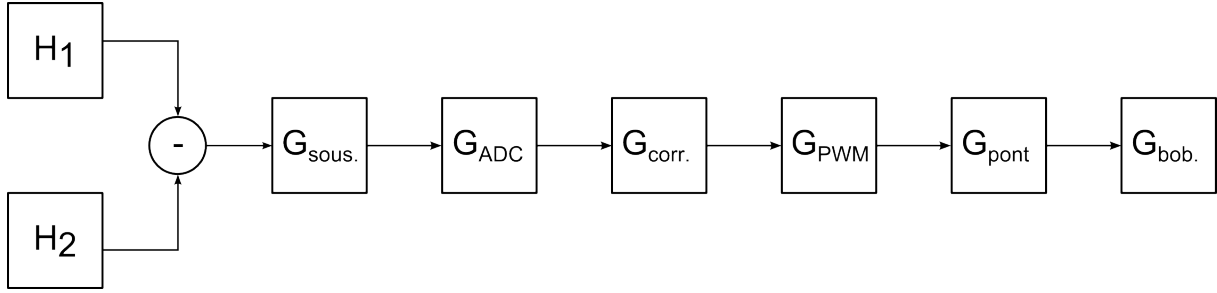 H1
-
Gsous.
GADC
Gcorr.
GPWM
Gpont
Gbob.
H2